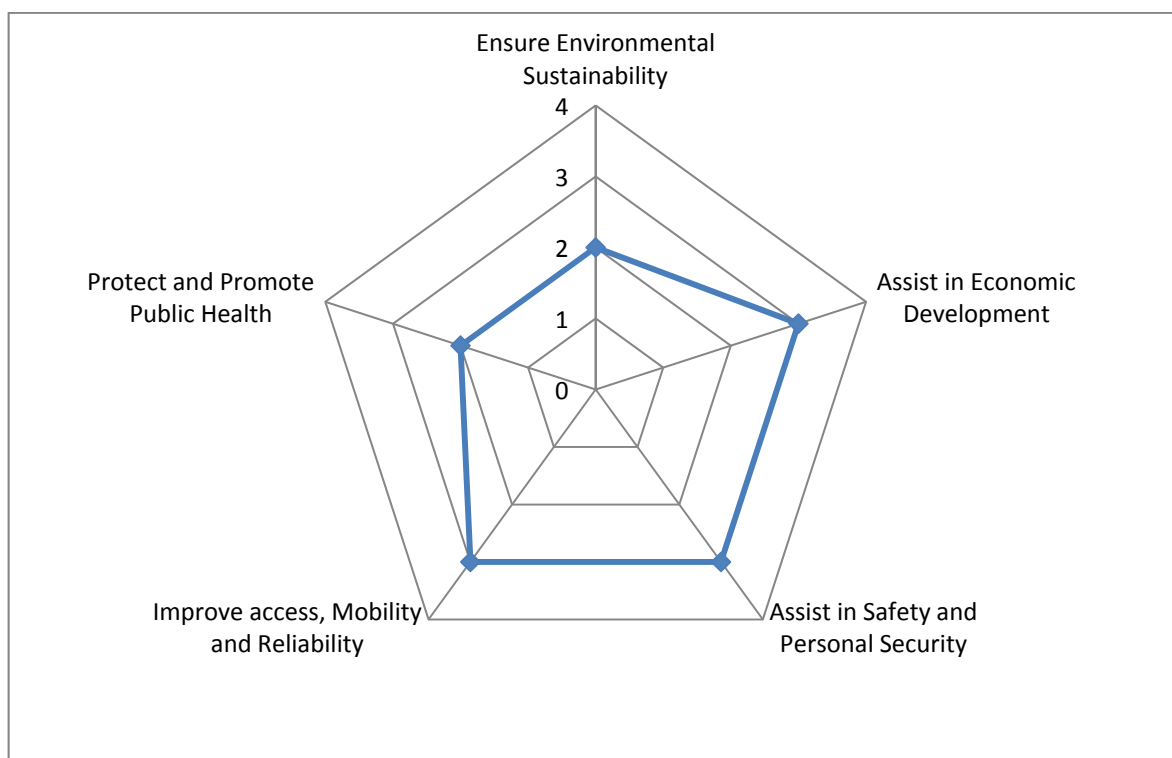 Ensure Environmental
Sustainability
4
3
2
1
0
Assist in Economic
Development
Protect and Promote
Public Health
Improve access, Mobility
and Reliability
Assist in Safety and
Personal Security